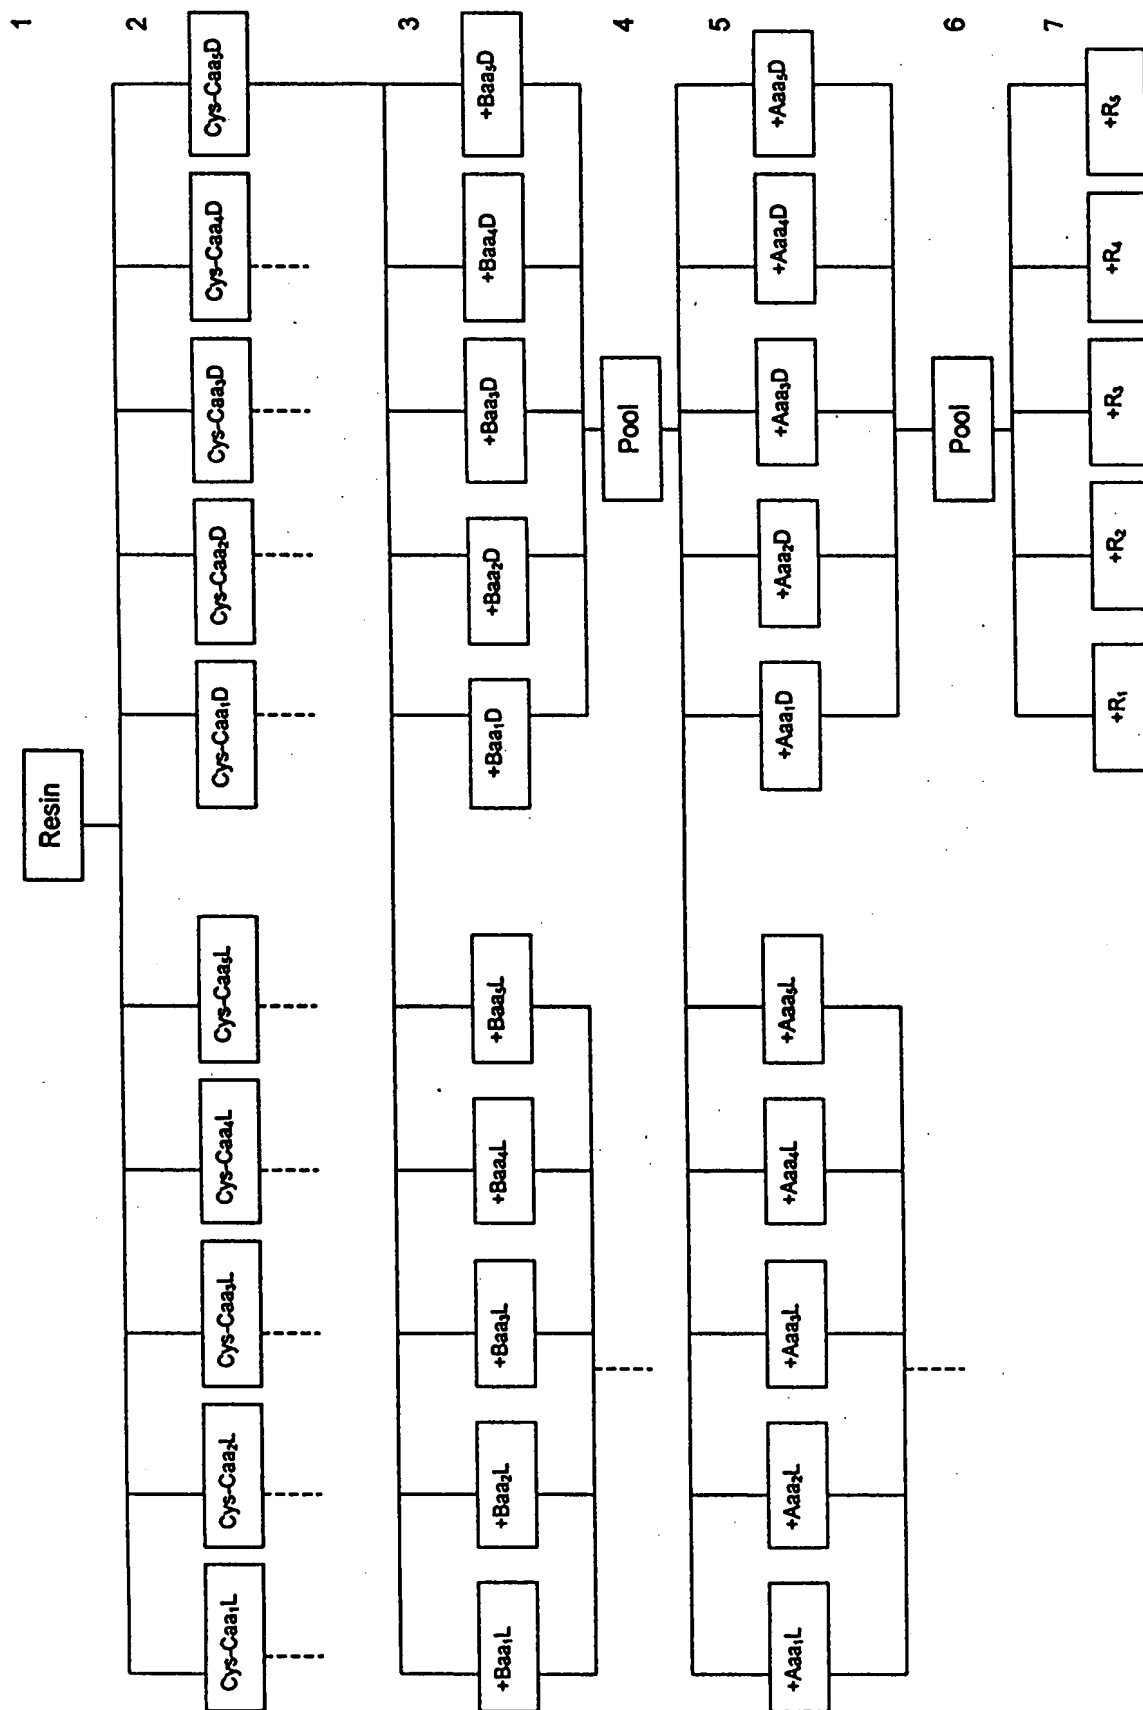 1
Resin
2
Cys-Caa₁L
Cys-Caa₂L
Cys-Caa₃L
Cys-Caa₄L
Cys-Caa₅L
Cys-Caa₁D
Cys-Caa₂D
Cys-Caa₃D
Cys-Caa₄D
Cys-Caa₅D
3
+Baa₁L
+Baa₂L
+Baa₃L
+Baa₄L
+Baa₅L
+Baa₁D
+Baa₂D
+Baa₃D
+Baa₄D
+Baa₅D
4
Pool
5
+Aaa₁L
+Aaa₂L
+Aaa₃L
+Aaa₄L
+Aaa₅L
+Aaa₁D
+Aaa₂D
+Aaa₃D
+Aaa₄D
+Aaa₅D
6
Pool
7
+R₁
+R₂
+R₃
+R₄
+R₅